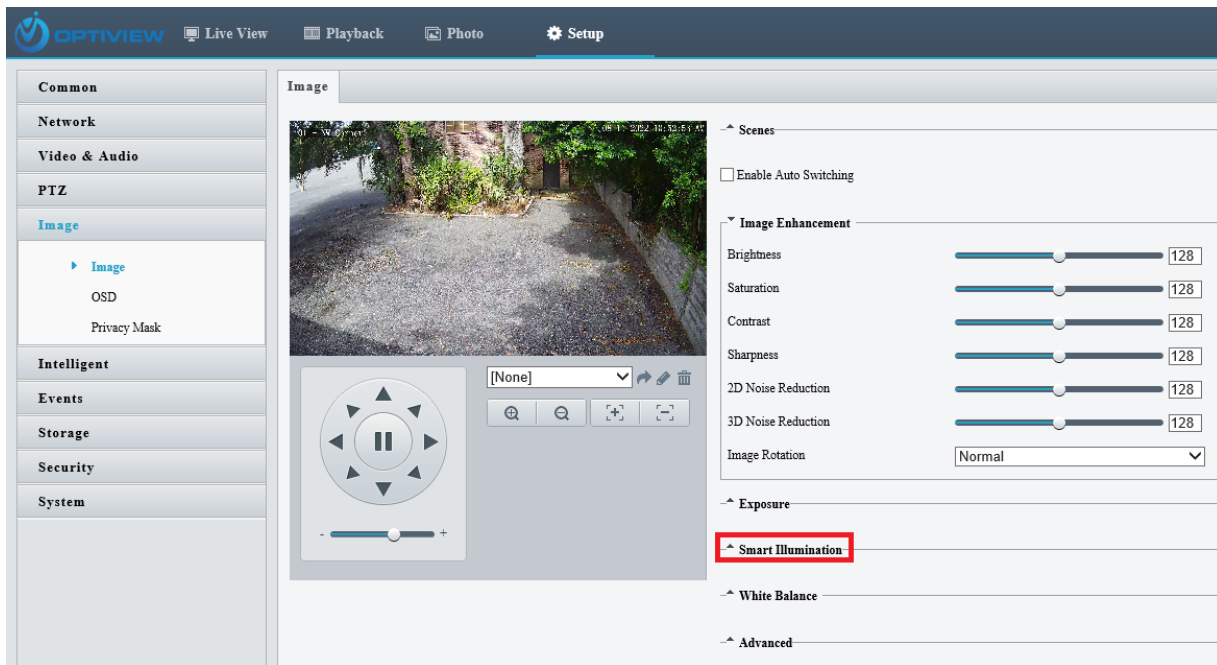 OPTIVIEW Live View Playback Photo Setup
Common
Network
Video & Audio
PTZ
Image
Image
OSD
Privacy Mask
Intelligent
Events
Storage
Security
System
Image
[None]
- +
Scenes
Enable Auto Switching
Image Enhancement
Brightness 128
Saturation 128
Contrast 128
Sharpness 128
2D Noise Reduction 128
3D Noise Reduction 128
Image Rotation Normal
Exposure
Smart Illumination
White Balance
Advanced